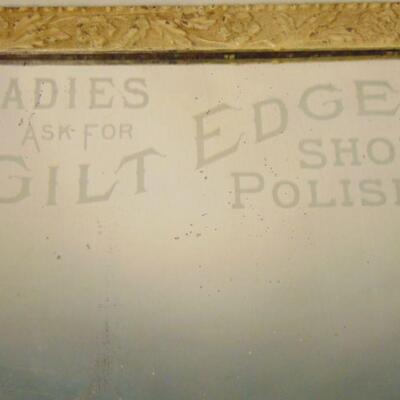 ADIES
ASK FOR
GILT EDGE
SHO
POLIS